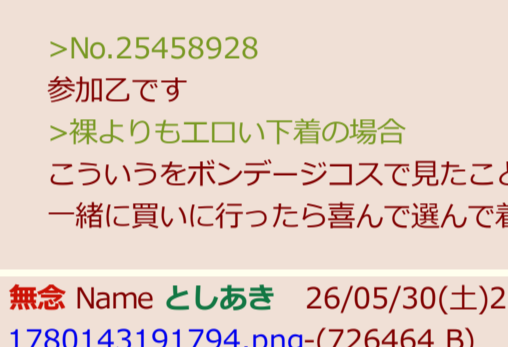 >No.25458928
参加乙です
>裸よりもエロい下着の場合
こういうをボンデージコスで見たこと
一緒に買いに行ったら喜んで選んで着
無念 Name としあき 26/05/30(土)2
1780143191794.png-(726464 B)